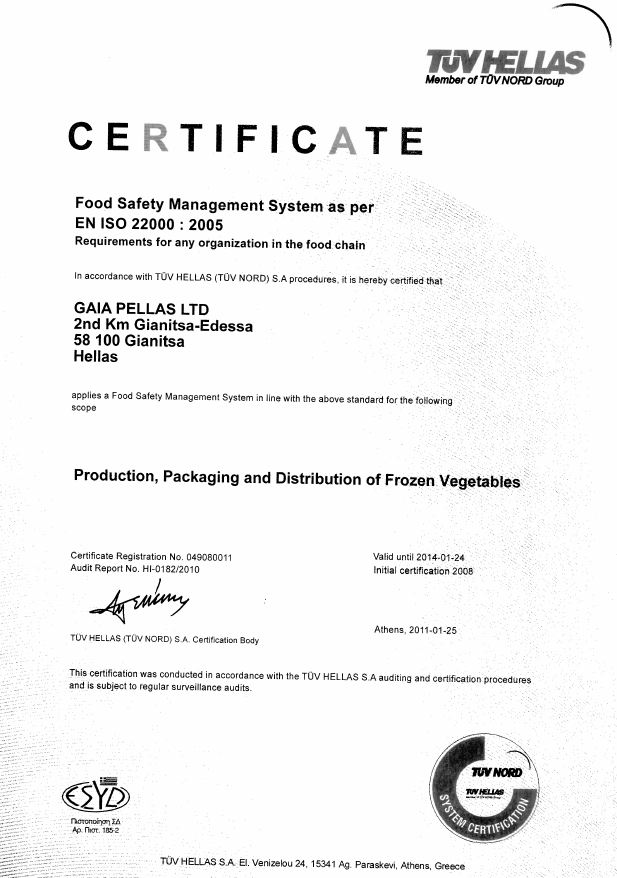 TÜV HELLAS
Member of TÜV NORD Group
CERTIFICATE
Food Safety Management System as per
EN ISO 22000 : 2005
Requirements for any organization in the food chain
In accordance with TÜV HELLAS (TÜV NORD) S.A procedures, it is hereby certified that
GAIA PELLAS LTD
2nd Km Gianitsa-Edessa
58 100 Gianitsa
Hellas
applies a Food Safety Management System in line with the above standard for the following
scope
Production, Packaging and Distribution of Frozen Vegetables
Certificate Registration No. 049080011
Audit Report No. HI-0182/2010
Valid until 2014-01-24
Initial certification 2008
TÜV HELLAS (TÜV NORD) S.A. Certification Body
Athens, 2011-01-25
This certification was conducted in accordance with the TÜV HELLAS S.A auditing and certification procedures
and is subject to regular surveillance audits.
ESYD
Πιστοποίηση ΣΔ
Αρ. Πιστ. 185-2
TÜV NORD
TÜV HELLAS
Member of TÜV NORD Group
SYSTEM CERTIFICATION
TÜV HELLAS S.A. El. Venizelou 24, 15341 Ag. Paraskevi, Athens, Greece